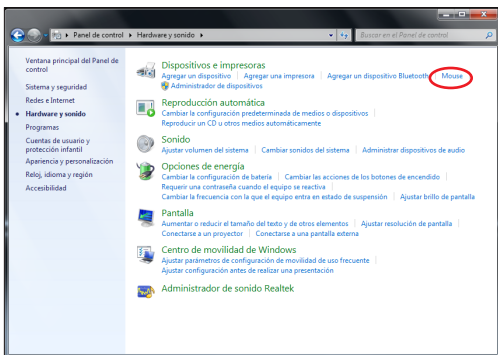 Panel de control Hardware y sonido
Buscar en el Panel de control
Ventana principal del Panel de
control
Sistema y seguridad
Redes e Internet
Hardware y sonido
Programas
Cuentas de usuario y
protección infantil
Apariencia y personalización
Reloj, idioma y región
Accesibilidad
Dispositivos e impresoras
Agregar un dispositivo Agregar una impresora Agregar un dispositivo Bluetooth Mouse
Administrador de dispositivos
Reproducción automática
Cambiar la configuración predeterminada de medios o dispositivos
Reproducir un CD u otros medios automáticamente
Sonido
Ajustar volumen del sistema Cambiar sonidos del sistema Administrar dispositivos de audio
Opciones de energía
Cambiar la configuración de batería Cambiar las acciones de los botones de encendido
Requerir una contraseña cuando el equipo se reactiva
Cambiar la frecuencia con la que el equipo entra en estado de suspensión Ajustar brillo de pantalla
Pantalla
Aumentar o reducir el tamaño del texto y de otros elementos Ajustar resolución de pantalla
Conectarse a un proyector Conectarse a una pantalla externa
Centro de movilidad de Windows
Ajustar parámetros de configuración de movilidad de uso frecuente
Ajustar configuración antes de realizar una presentación
Administrador de sonido Realtek